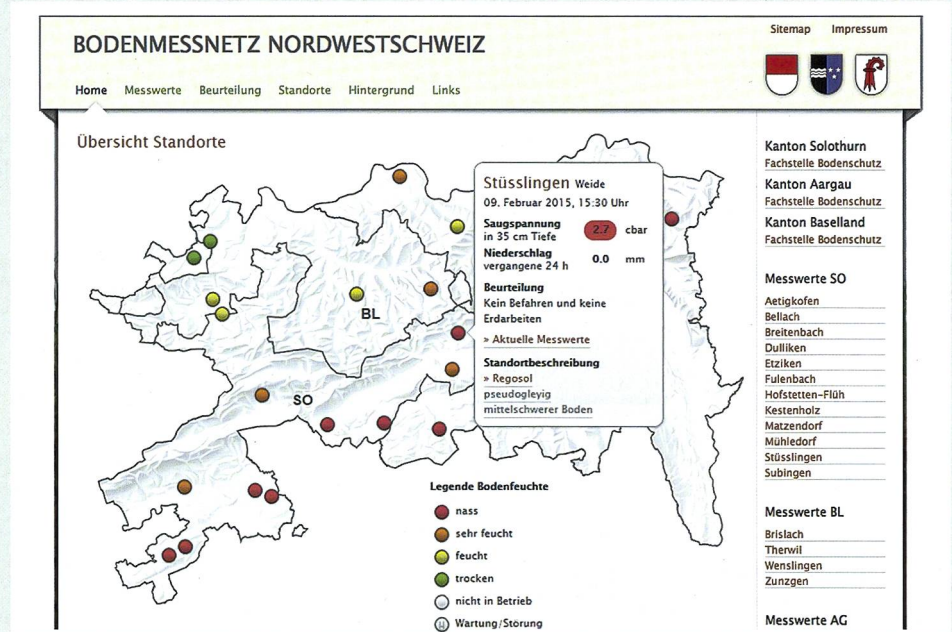 BODENMESSNETZ NORDWESTSCHWEIZ
Sitemap Impressum
Home Messwerte Beurteilung Standorte Hintergrund Links
Übersicht Standorte
Stüsslingen Weide
09. Februar 2015, 15:30 Uhr
Saugspannung
in 35 cm Tiefe
2.7 cbar
Niederschlag
vergangene 24 h
0.0 mm
Beurteilung
Kein Befahren und keine
Erdarbeiten
» Aktuelle Messwerte
Standortbeschreibung
» Regosol
pseudogleyig
mittelschwerer Boden
BL
SO
Legende Bodenfeuchte
nass
sehr feucht
feucht
trocken
nicht in Betrieb
Wartung/Störung
Kanton Solothurn
Fachstelle Bodenschutz
Kanton Aargau
Fachstelle Bodenschutz
Kanton Baselland
Fachstelle Bodenschutz
Messwerte SO
Aetigkofen
Bellach
Breitenbach
Dulliken
Etziken
Fulenbach
Hofstetten-Flüh
Kestenholz
Matzendorf
Mühledorf
Stüsslingen
Subingen
Messwerte BL
Brislach
Therwil
Wenslingen
Zunzgen
Messwerte AG